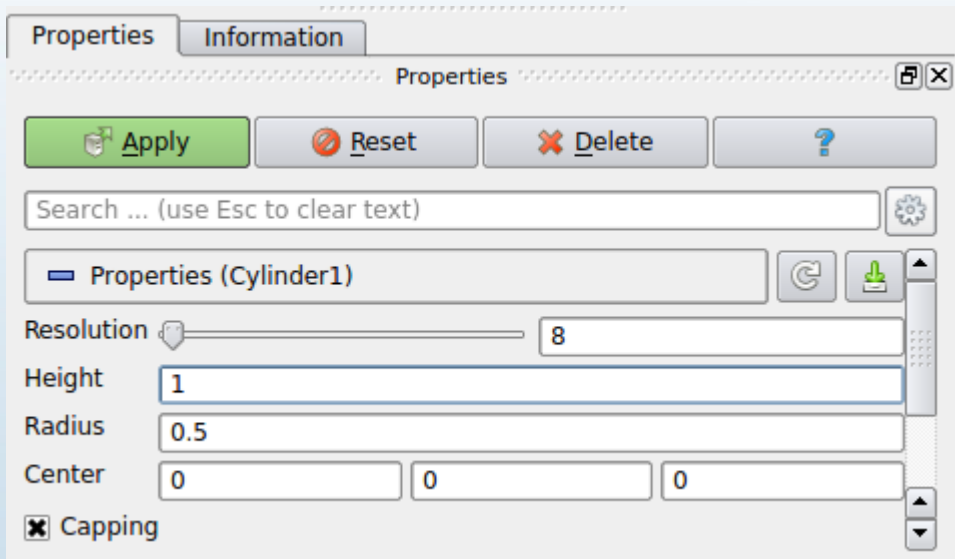 Properties Information
Properties
Apply Reset Delete ?
Search ... (use Esc to clear text)
Properties (Cylinder1)
Resolution 8
Height 1
Radius 0.5
Center 0 0 0
Capping